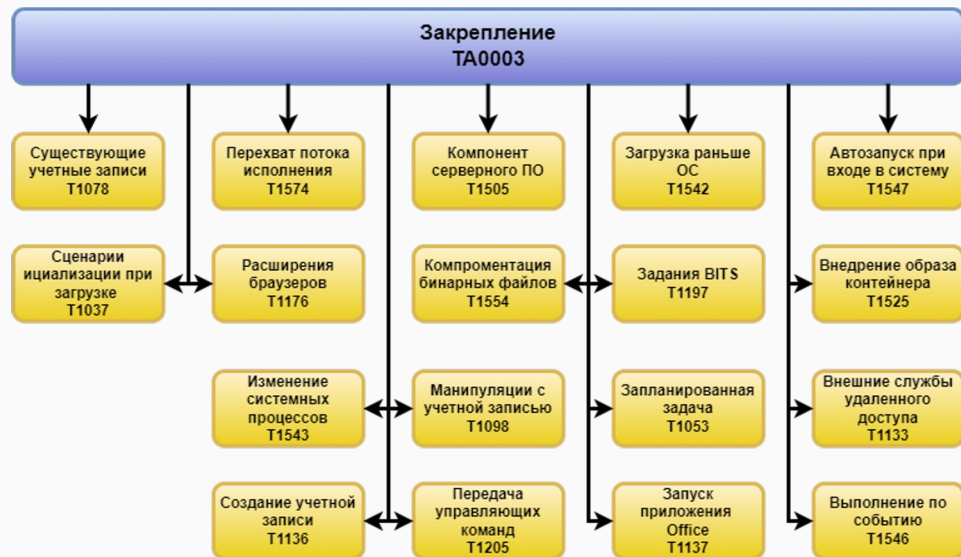 Закрепление
TA0003
Существующие
учетные записи
T1078
Перехват потока
исполнения
T1574
Компонент
серверного ПО
T1505
Загрузка раньше
ОС
T1542
Автозапуск при
входе в систему
T1547
Сценарии
ициализации при
загрузке
T1037
Расширения
браузеров
T1176
Компроментация
бинарных файлов
T1554
Задания BITS
T1197
Внедрение образа
контейнера
T1525
Изменение
системных
процессов
T1543
Манипуляции с
учетной записью
T1098
Запланированная
задача
T1053
Внешние службы
удаленного
доступа
T1133
Создание учетной
записи
T1136
Передача
управляющих
команд
T1205
Запуск
приложения
Office
T1137
Выполнение по
событию
T1546